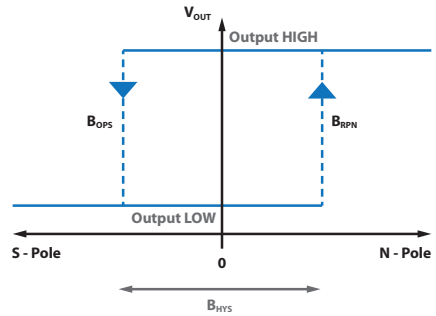 VOUT
Output HIGH
BOPS
BRPN
Output LOW
S - Pole
N - Pole
0
BHYS